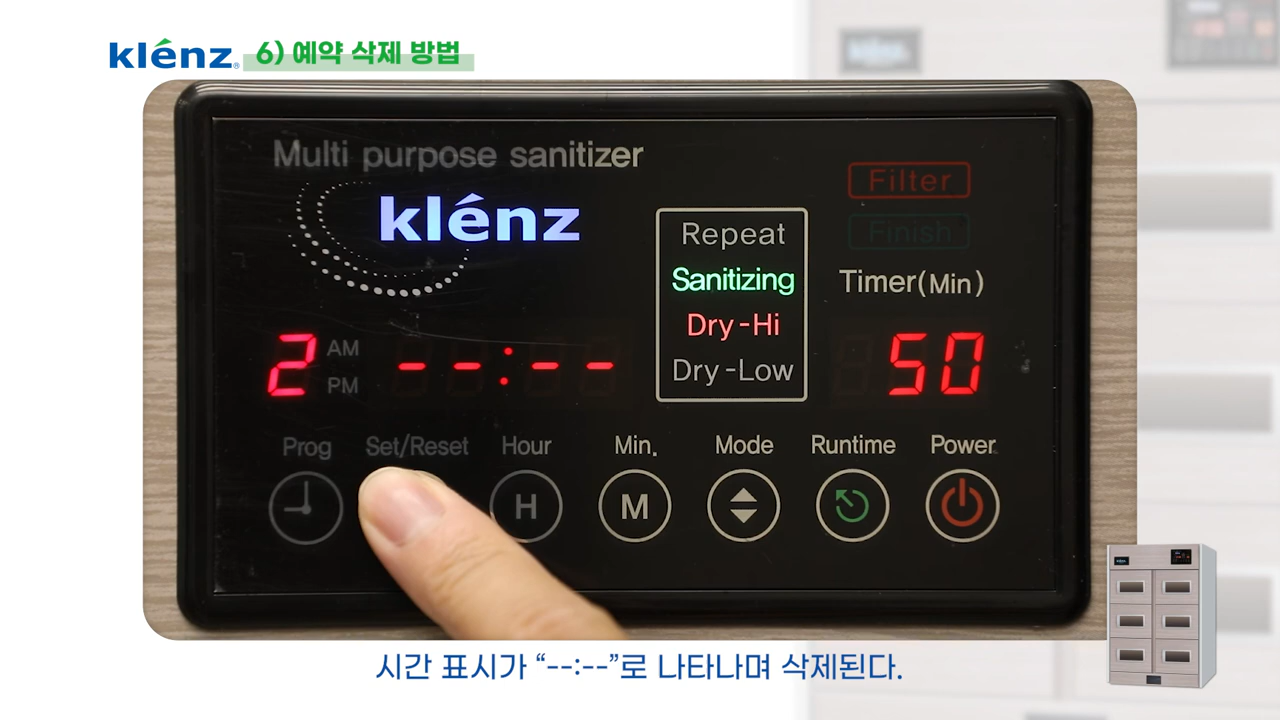 klénz® 6) 예약 삭제 방법
Multi purpose sanitizer
klénz
Filter
Finish
Repeat
Sanitizing
Dry-Hi
Dry-Low
Timer(Min)
2 AM PM --:-- 50
Prog Set/Reset Hour Min. Mode Runtime Power
H M
시간 표시가 “--:--”로 나타나며 삭제된다.